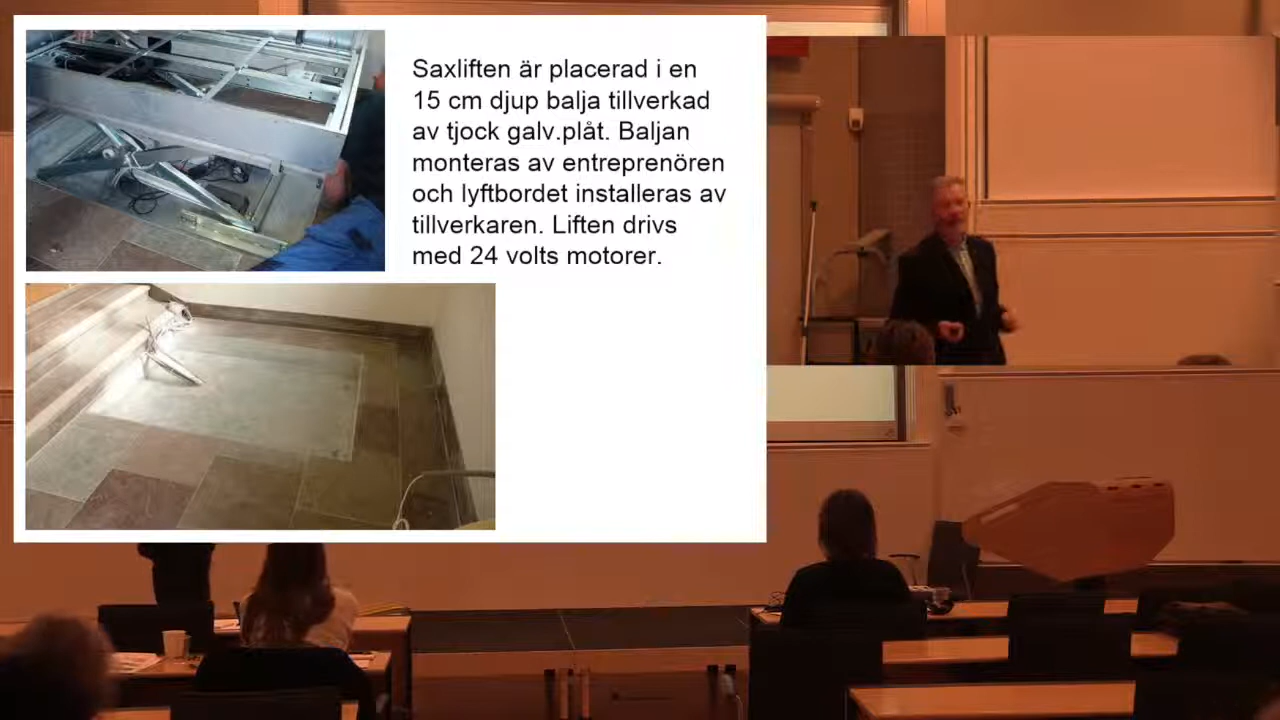 Saxliften är placerad i en
15 cm djup balja tillverkad
av tjock galv.plåt. Baljan
monteras av entreprenören
och lyftbordet installeras av
tillverkaren. Liften drivs
med 24 volts motorer.